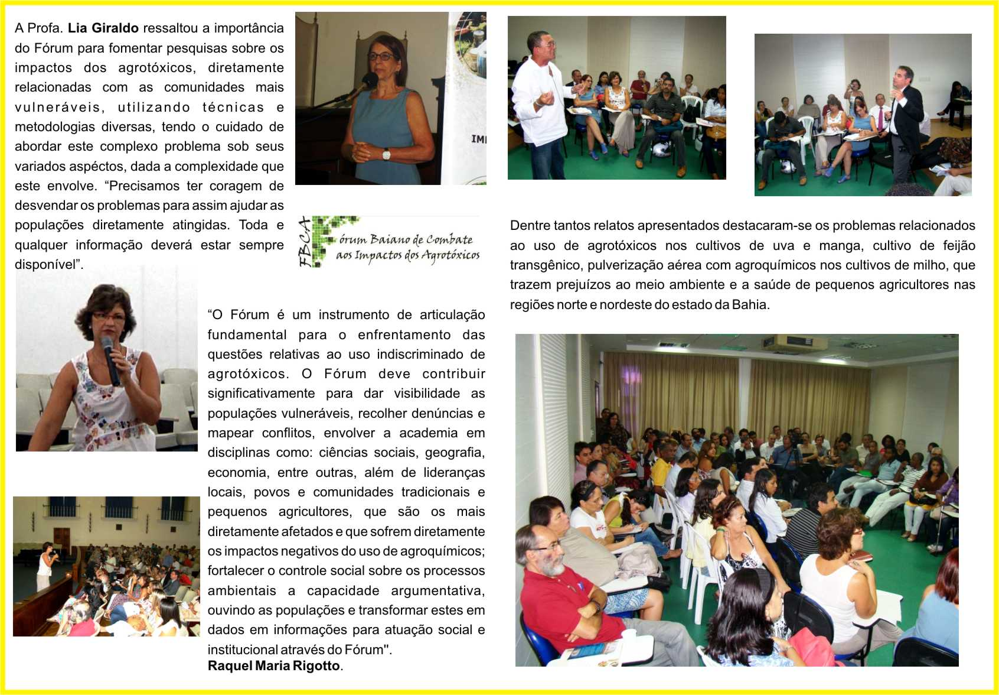 A Profa. Lia Giraldo ressaltou a importância
do Fórum para fomentar pesquisas sobre os
impactos dos agrotóxicos, diretamente
relacionadas com as comunidades mais
vulneráveis, utilizando técnicas e
metodologias diversas, tendo o cuidado de
abordar este complexo problema sob seus
variados aspéctos, dada a complexidade que
este envolve. “Precisamos ter coragem de
desvendar os problemas para assim ajudar as
populações diretamente atingidas. Toda e
qualquer informação deverá estar sempre
disponível”.
IMI
FBCA
Fórum Baiano de Combate
aos Impactos dos Agrotóxicos
“O Fórum é um instrumento de articulação
fundamental para o enfrentamento das
questões relativas ao uso indiscriminado de
agrotóxicos. O Fórum deve contribuir
significativamente para dar visibilidade as
populações vulneráveis, recolher denúncias e
mapear conflitos, envolver a academia em
disciplinas como: ciências sociais, geografia,
economia, entre outras, além de lideranças
locais, povos e comunidades tradicionais e
pequenos agricultores, que são os mais
diretamente afetados e que sofrem diretamente
os impactos negativos do uso de agroquímicos;
fortalecer o controle social sobre os processos
ambientais a capacidade argumentativa,
ouvindo as populações e transformar estes em
dados em informações para atuação social e
institucional através do Fórum".
Raquel Maria Rigotto.
Dentre tantos relatos apresentados destacaram-se os problemas relacionados
ao uso de agrotóxicos nos cultivos de uva e manga, cultivo de feijão
transgênico, pulverização aérea com agroquímicos nos cultivos de milho, que
trazem prejuízos ao meio ambiente e a saúde de pequenos agricultores nas
regiões norte e nordeste do estado da Bahia.